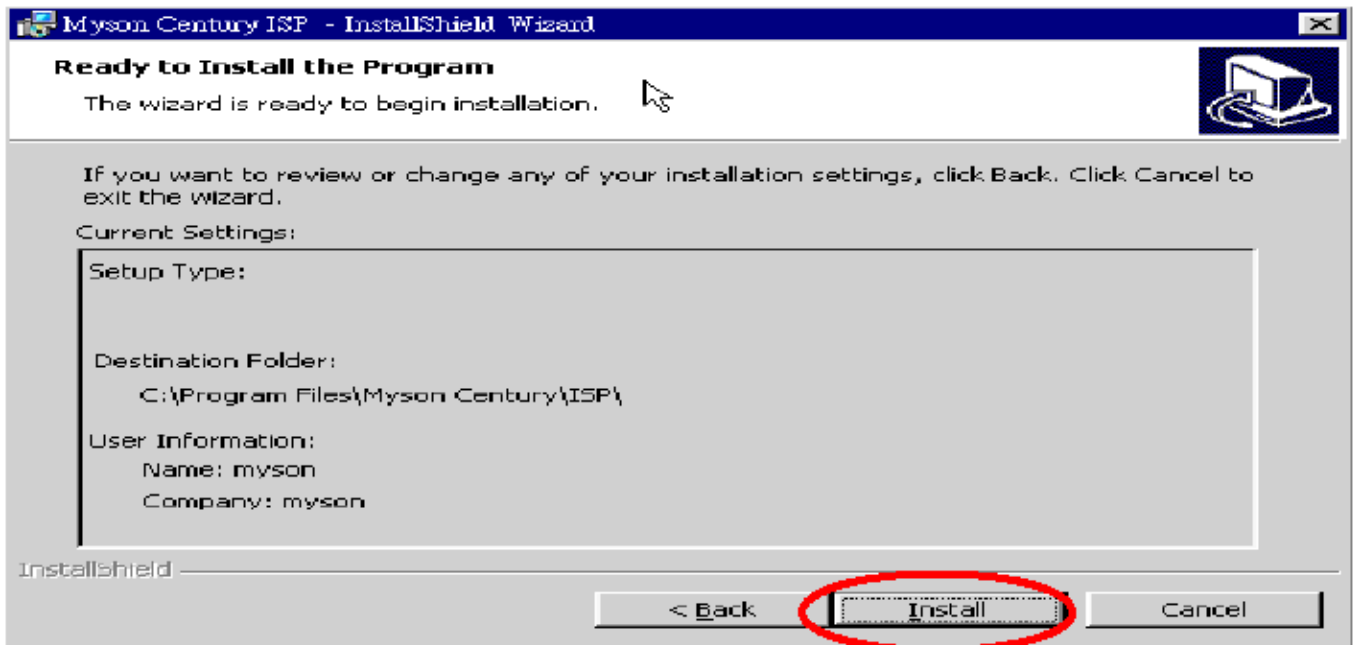 Myson Century ISP - InstallShield Wizard
Ready to Install the Program
The wizard is ready to begin installation.
If you want to review or change any of your installation settings, click Back. Click Cancel to
exit the wizard.
Current Settings:
Setup Type:
Destination Folder:
C:\Program Files\Myson Century\ISP\
User Information:
Name: myson
Company: myson
InstallShield
< Back
Install
Cancel